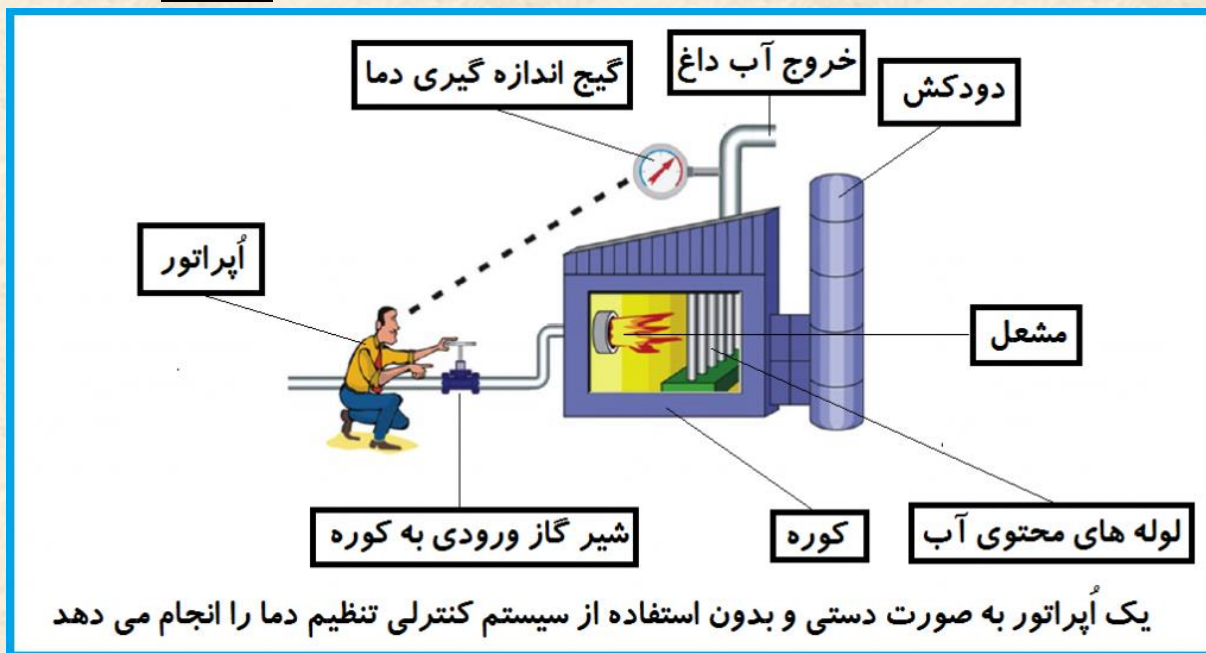 خروج آب داغ
گیج اندازه گیری دما
دودکش
اُپراتور
مشعل
شیر گاز ورودی به کوره
کوره
لوله های محتوی آب
یک اُپراتور به صورت دستی و بدون استفاده از سیستم کنترلی تنظیم دما را انجام می دهد